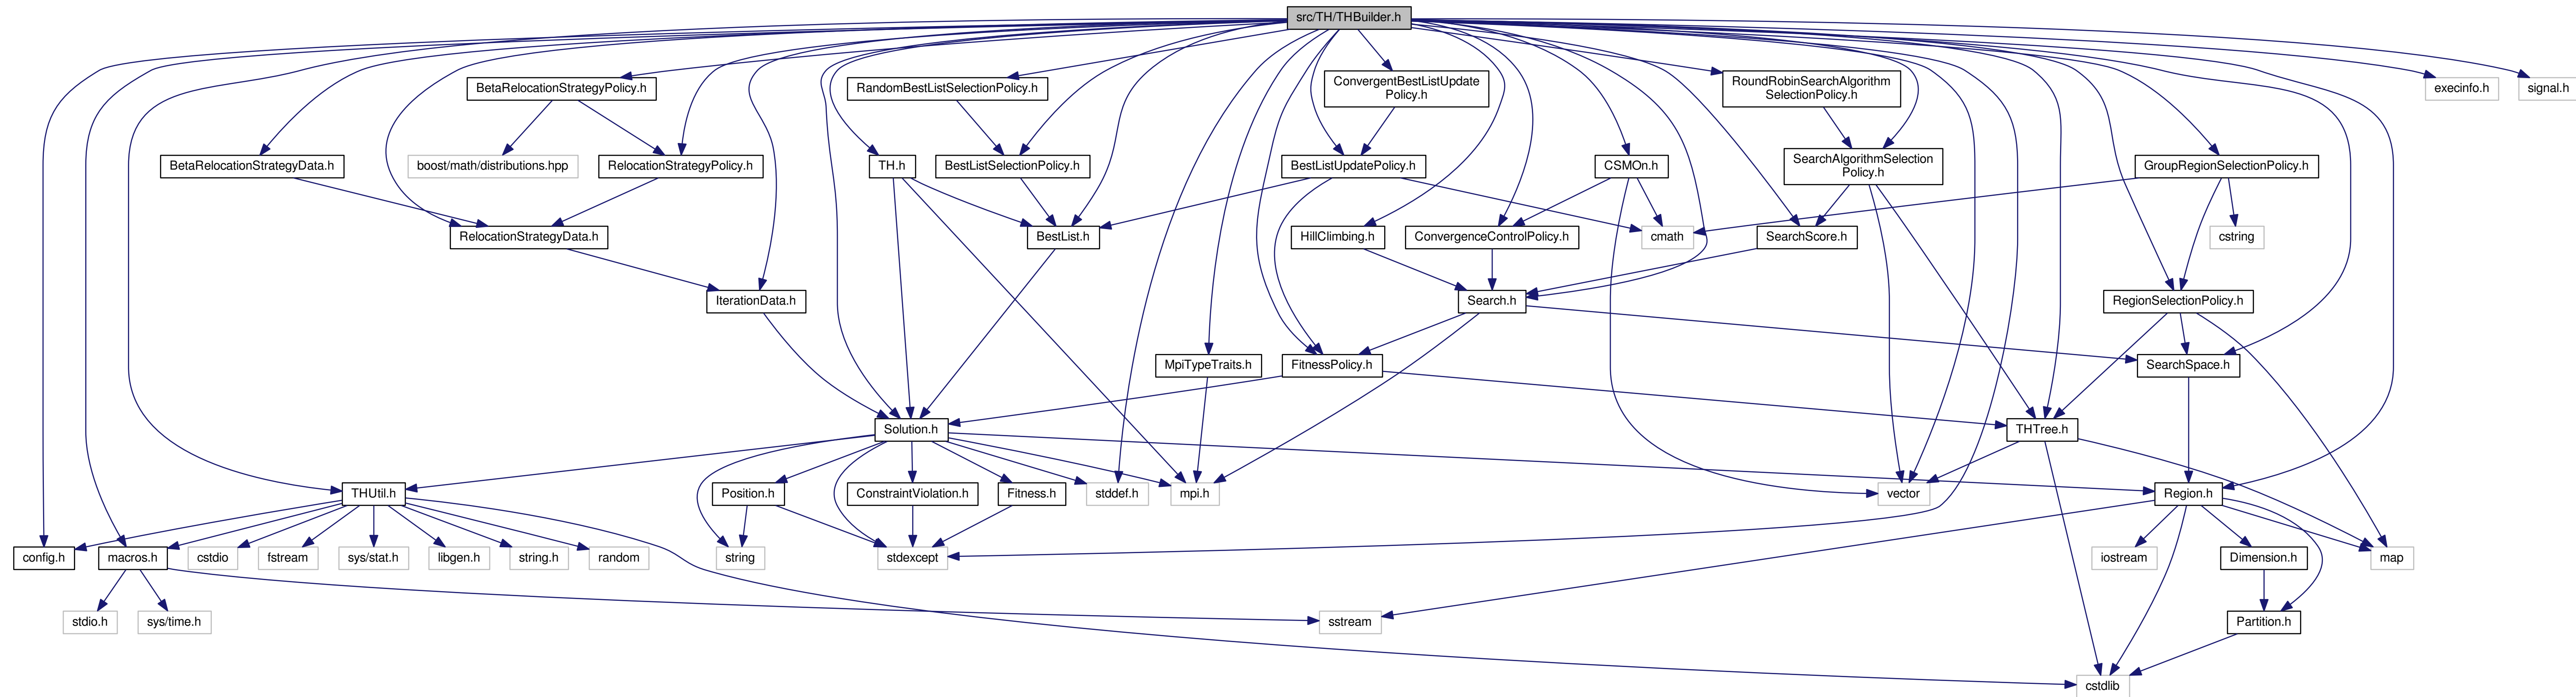 src/TH/THBuilder.h
BetaRelocationStrategyPolicy.h
RandomBestListSelectionPolicy.h
ConvergentBestListUpdate
Policy.h
RoundRobinSearchAlgorithm
SelectionPolicy.h
execinfo.h
signal.h
BetaRelocationStrategyData.h
boost/math/distributions.hpp
RelocationStrategyPolicy.h
TH.h
BestListSelectionPolicy.h
BestListUpdatePolicy.h
CSMOn.h
SearchAlgorithmSelection
Policy.h
GroupRegionSelectionPolicy.h
RelocationStrategyData.h
BestList.h
HillClimbing.h
ConvergenceControlPolicy.h
cmath
SearchScore.h
cstring
IterationData.h
Search.h
RegionSelectionPolicy.h
MpiTypeTraits.h
FitnessPolicy.h
SearchSpace.h
Solution.h
THTree.h
THUtil.h
Position.h
ConstraintViolation.h
Fitness.h
stddef.h
mpi.h
vector
Region.h
config.h
macros.h
cstdio
fstream
sys/stat.h
libgen.h
string.h
random
string
stdexcept
iostream
Dimension.h
map
stdio.h
sys/time.h
sstream
Partition.h
cstdlib